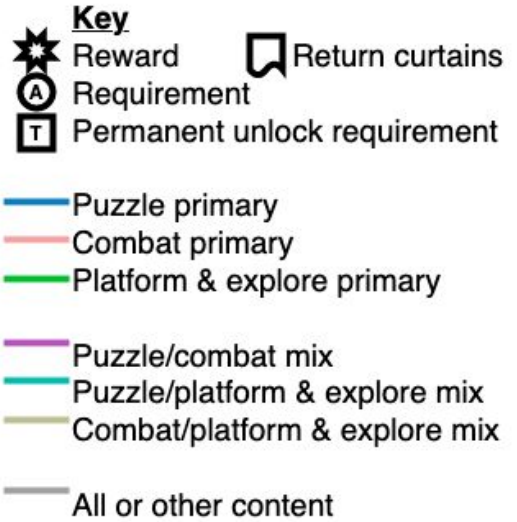 Key
Reward
Return curtains
A Requirement
T Permanent unlock requirement
Puzzle primary
Combat primary
Platform & explore primary
Puzzle/combat mix
Puzzle/platform & explore mix
Combat/platform & explore mix
All or other content